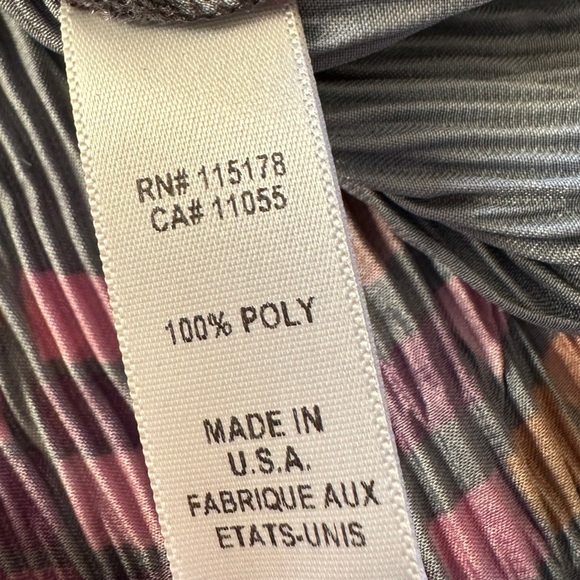 RN# 115178
CA# 11055
100% POLY
MADE IN
U.S.A.
FABRIQUE AUX
ETATS-UNIS